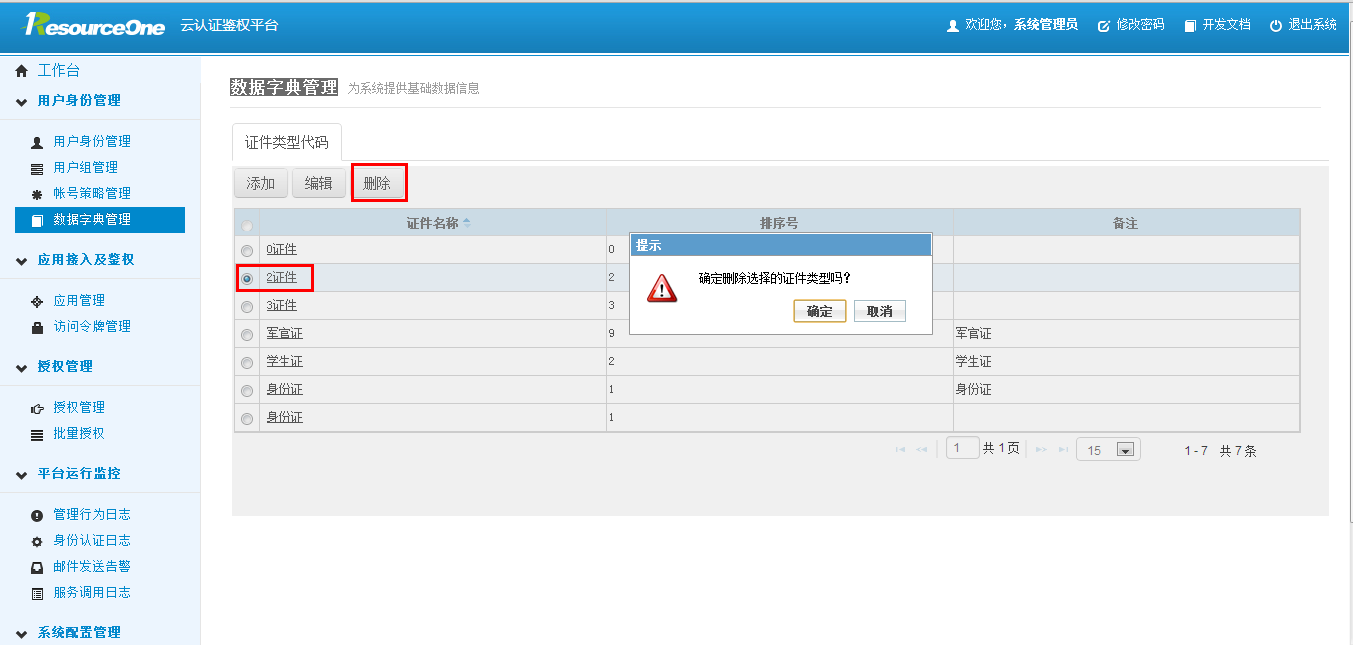 1ResourceOne 云认证鉴权平台 欢迎您，系统管理员 修改密码 开发文档 退出系统
工作台
用户身份管理
用户身份管理
用户组管理
帐号策略管理
数据字典管理
应用接入及鉴权
应用管理
访问令牌管理
授权管理
授权管理
批量授权
平台运行监控
管理行为日志
身份认证日志
邮件发送告警
服务调用日志
系统配置管理
数据字典管理 为系统提供基础数据信息
证件类型代码
添加 编辑 删除
证件名称 排序号 备注
0证件 0
2证件 2
3证件 3
军官证 9 军官证
学生证 2 学生证
身份证 1 身份证
身份证 1
1 共 1 页 15 1 - 7 共 7 条
提示
确定删除选择的证件类型吗?
确定 取消